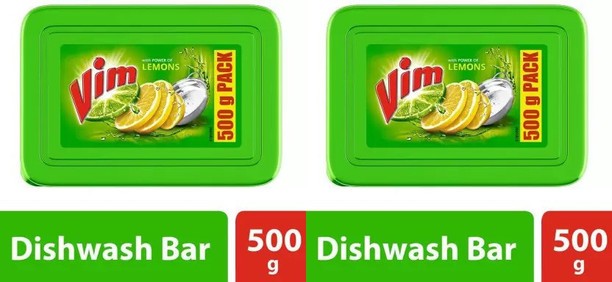 Vim
with POWER OF
LEMONS
500 g PACK
Vim
with POWER OF
LEMONS
500 g PACK
Dishwash Bar
500
g
Dishwash Bar
500
g